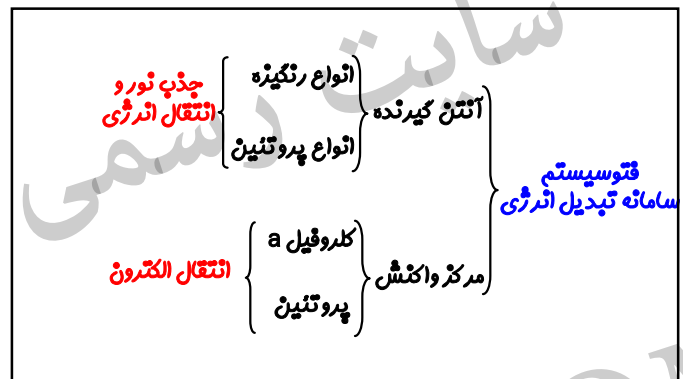 فتوسیستم
سامانه تبدیل انرژی
آنتن گیرنده
انواع رنگیزه
انواع پروتئین
جذب نور و
انتقال انرژی
مرکز واکنش
کلروفیل a
پروتئین
انتقال الکترون
سایت رسمی